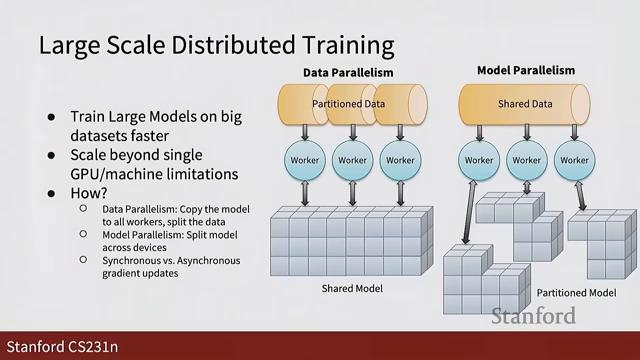 Large Scale Distributed Training
● Train Large Models on big
datasets faster
● Scale beyond single
GPU/machine limitations
● How?
○ Data Parallelism: Copy the model
to all workers, split the data
○ Model Parallelism: Split model
across devices
○ Synchronous vs. Asynchronous
gradient updates
Data Parallelism
Partitioned Data
Worker
Worker
Worker
Shared Model
Model Parallelism
Shared Data
Worker
Worker
Worker
Partitioned Model
Stanford
Stanford CS231n